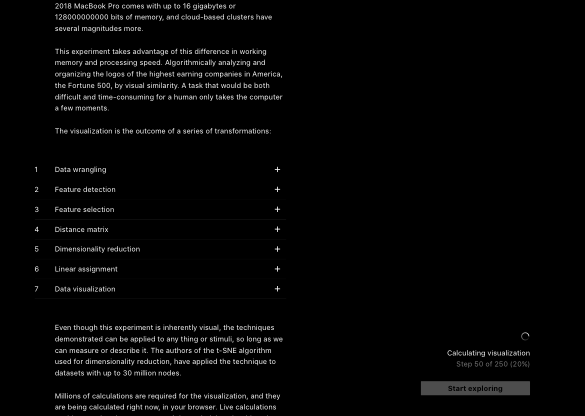 2018 MacBook Pro comes with up to 16 gigabytes or
128000000000 bits of memory, and cloud-based clusters have
several magnitudes more.
This experiment takes advantage of this difference in working
memory and processing speed. Algorithmically analyzing and
organizing the logos of the highest earning companies in America,
the Fortune 500, by visual similarity. A task that would be both
difficult and time-consuming for a human only takes the computer
a few moments.
The visualization is the outcome of a series of transformations:
1 Data wrangling +
2 Feature detection +
3 Feature selection +
4 Distance matrix +
5 Dimensionality reduction +
6 Linear assignment +
7 Data visualization +
Even though this experiment is inherently visual, the techniques
demonstrated can be applied to any thing or stimuli, so long as we
can measure or describe it. The authors of the t-SNE algorithm
used for dimensionality reduction, have applied the technique to
datasets with up to 30 million nodes.
Millions of calculations are required for the visualization, and they
are being calculated right now, in your browser. Live calculations
Calculating visualization
Step 50 of 250 (20%)
Start exploring